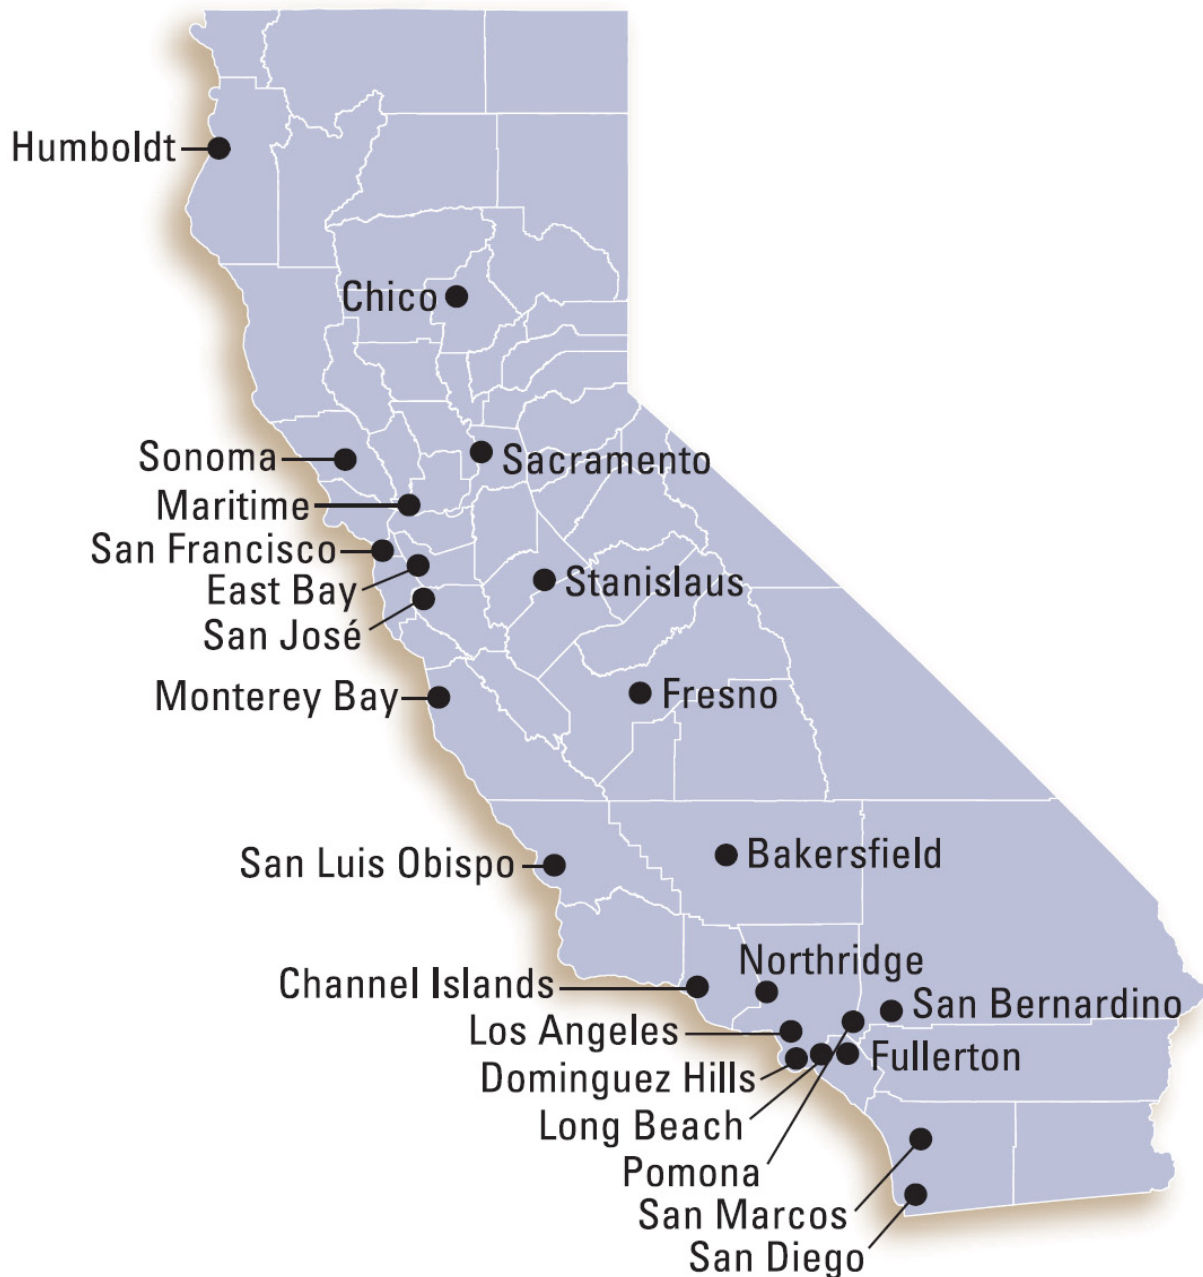 Humboldt
Chico
Sonoma
Sacramento
Maritime
San Francisco
East Bay
Stanislaus
San José
Monterey Bay
Fresno
San Luis Obispo
Bakersfield
Northridge
Channel Islands
San Bernardino
Los Angeles
Fullerton
Dominguez Hills
Long Beach
Pomona
San Marcos
San Diego